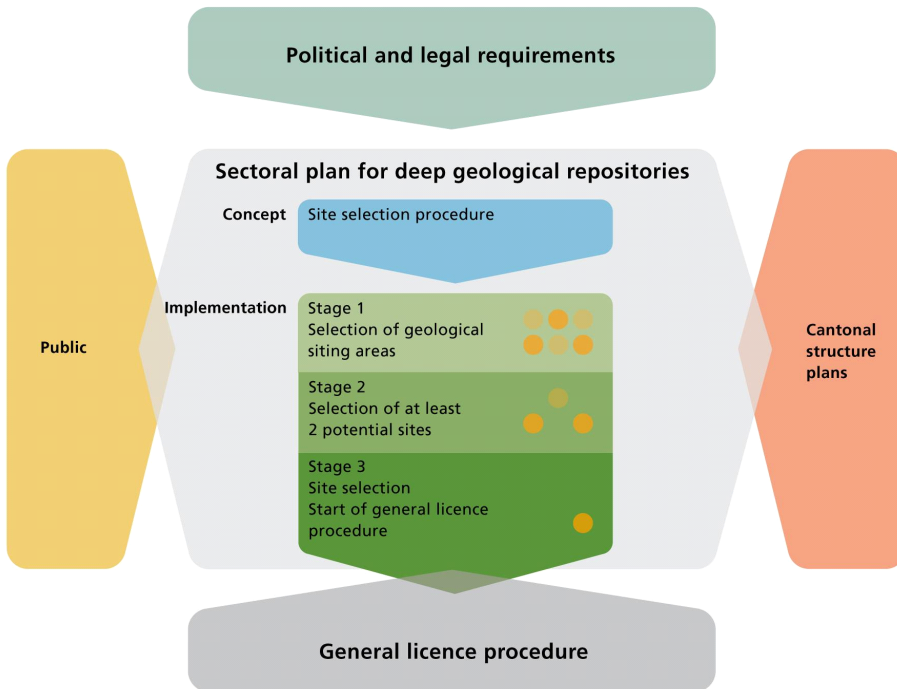 Political and legal requirements
Sectoral plan for deep geological repositories
Concept
Site selection procedure
Implementation
Stage 1
Selection of geological
siting areas
Stage 2
Selection of at least
2 potential sites
Stage 3
Site selection
Start of general licence
procedure
Public
Cantonal
structure
plans
General licence procedure